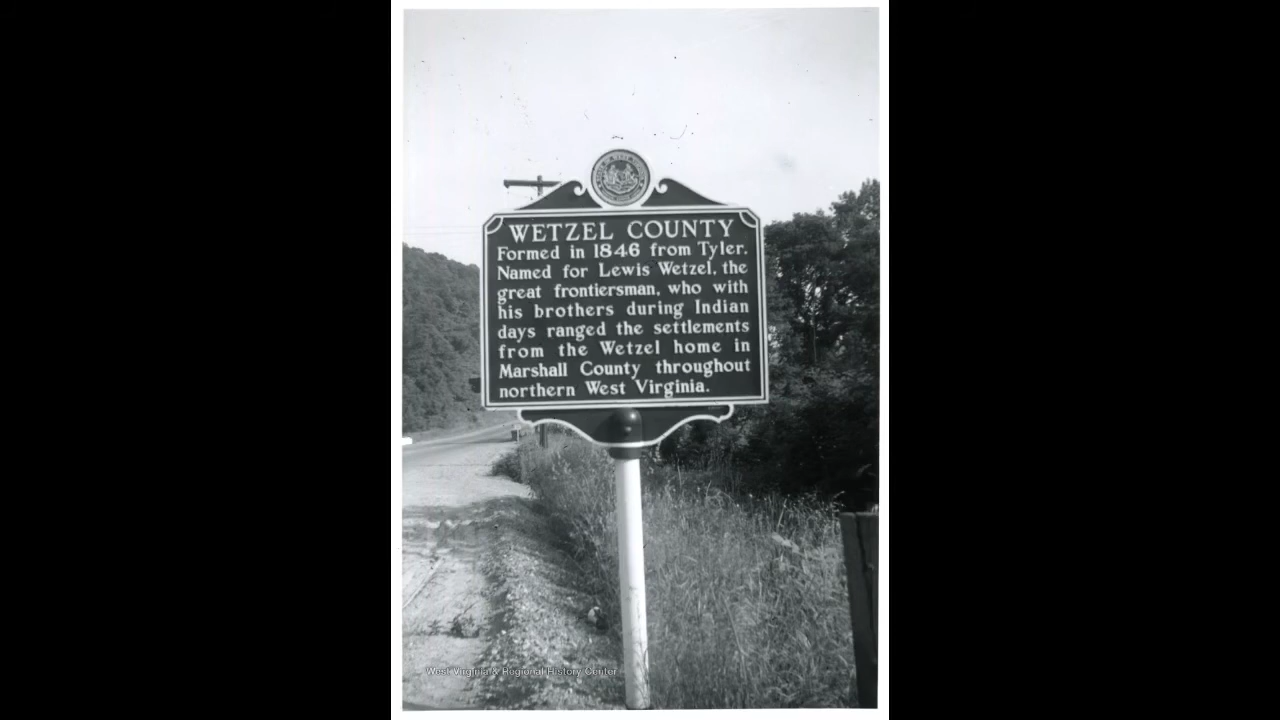 WETZEL COUNTY
Formed in 1846 from Tyler.
Named for Lewis Wetzel, the
great frontiersman, who with
his brothers during Indian
days ranged the settlements
from the Wetzel home in
Marshall County throughout
northern West Virginia.
West Virginia & Regional History Center